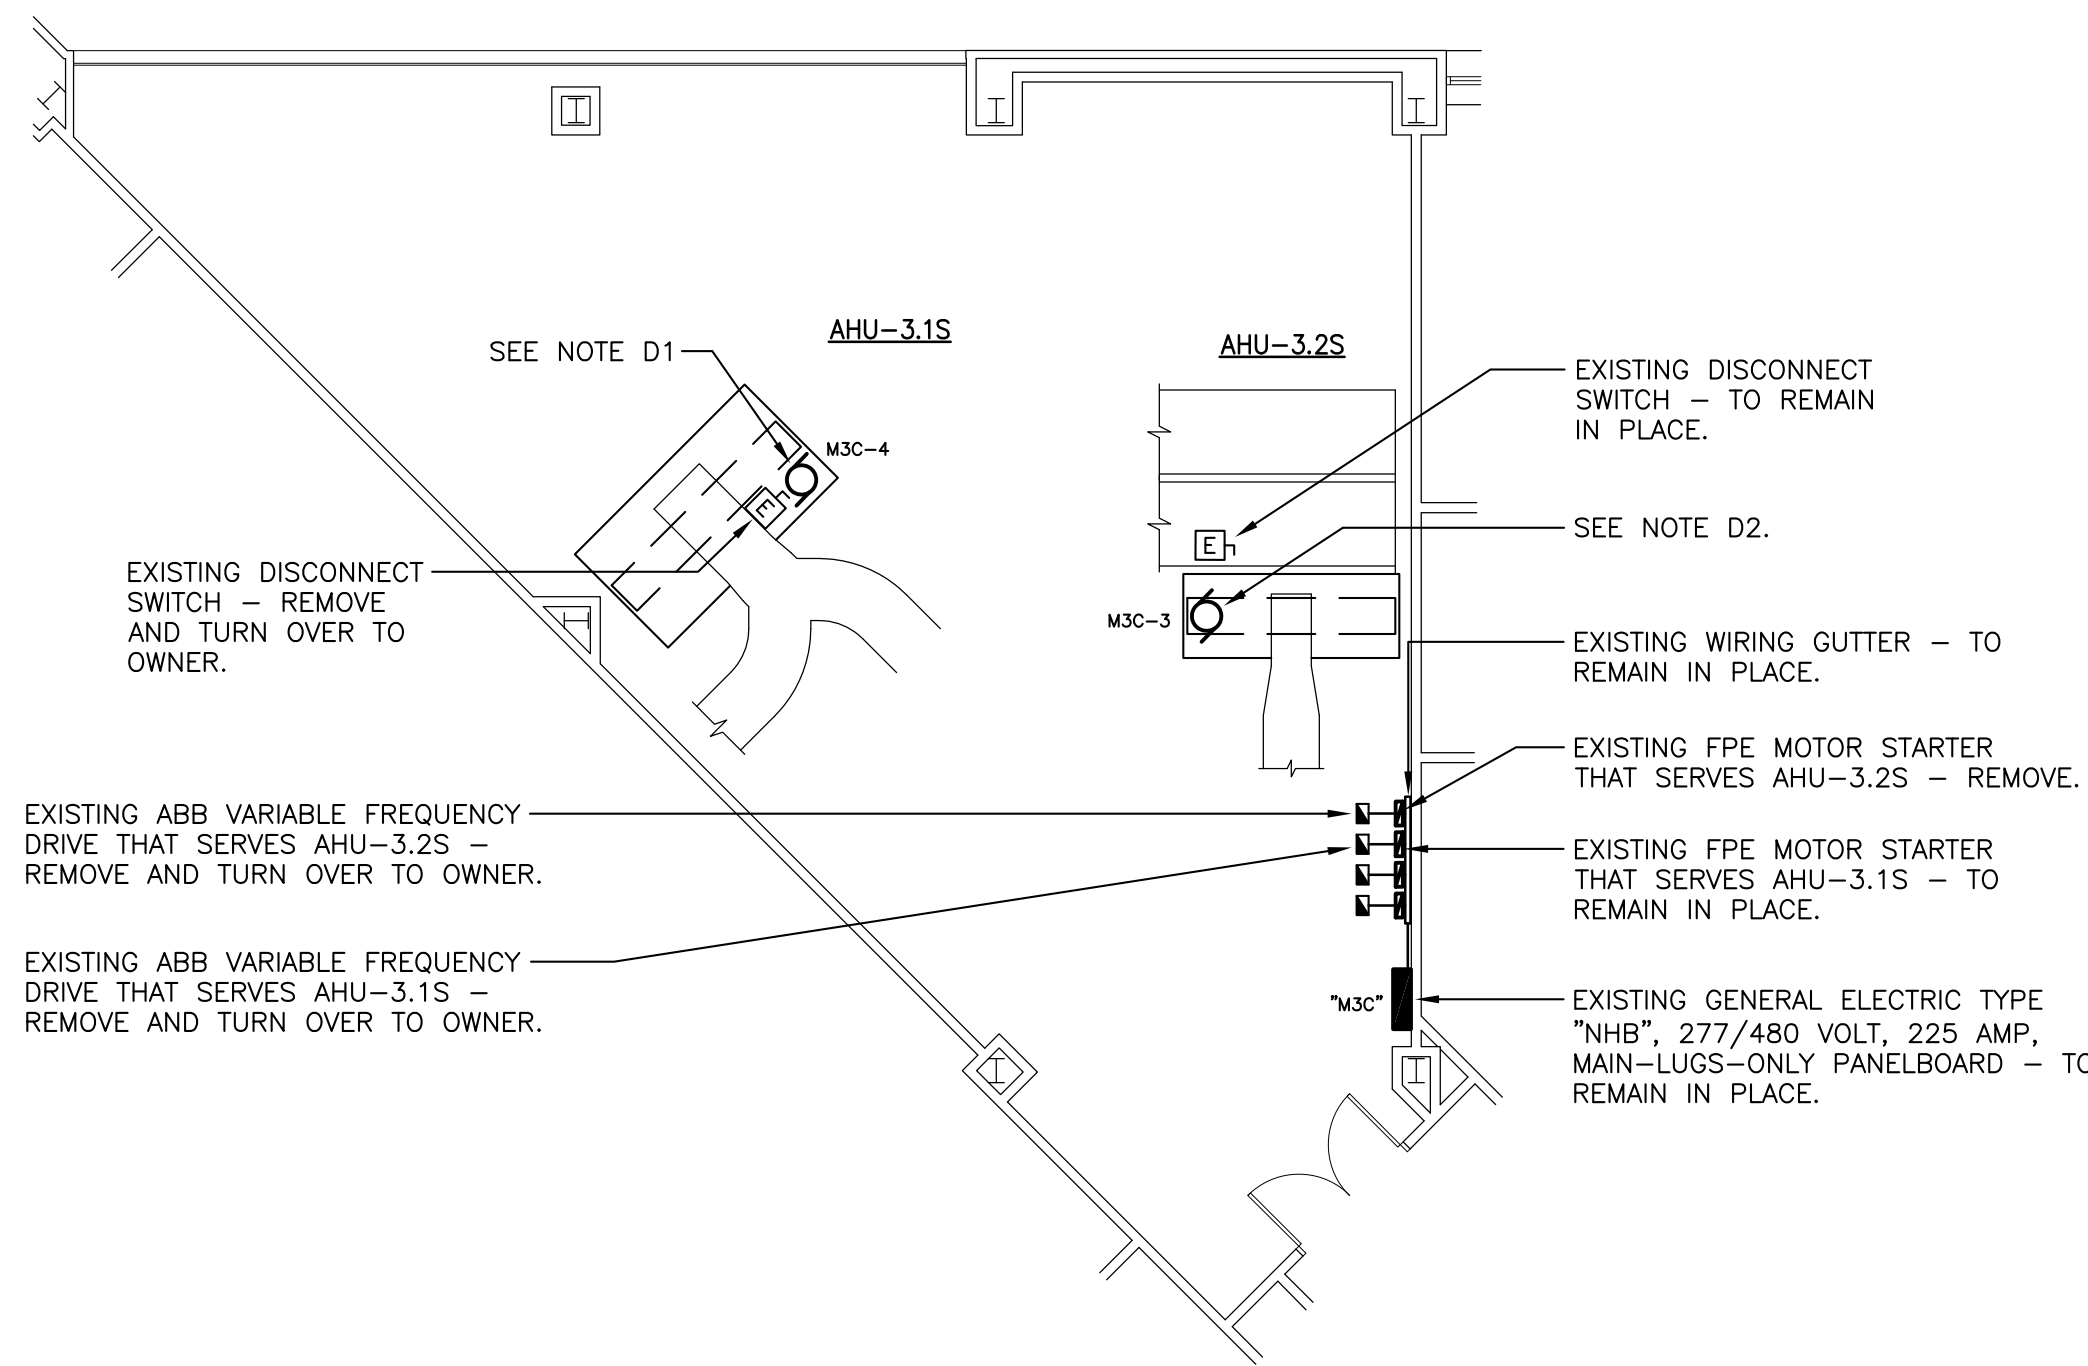 AHU-3.1S
AHU-3.2S
SEE NOTE D1
M3C-4
EXISTING DISCONNECT
SWITCH - TO REMAIN
IN PLACE.
E
E
SEE NOTE D2.
M3C-3
EXISTING DISCONNECT
SWITCH - REMOVE
AND TURN OVER TO
OWNER.
EXISTING WIRING GUTTER - TO
REMAIN IN PLACE.
EXISTING FPE MOTOR STARTER
THAT SERVES AHU-3.2S - REMOVE.
EXISTING ABB VARIABLE FREQUENCY
DRIVE THAT SERVES AHU-3.2S -
REMOVE AND TURN OVER TO OWNER.
EXISTING FPE MOTOR STARTER
THAT SERVES AHU-3.1S - TO
REMAIN IN PLACE.
EXISTING ABB VARIABLE FREQUENCY
DRIVE THAT SERVES AHU-3.1S -
REMOVE AND TURN OVER TO OWNER.
"M3C"
EXISTING GENERAL ELECTRIC TYPE
"NHB", 277/480 VOLT, 225 AMP,
MAIN-LUGS-ONLY PANELBOARD - TO
REMAIN IN PLACE.